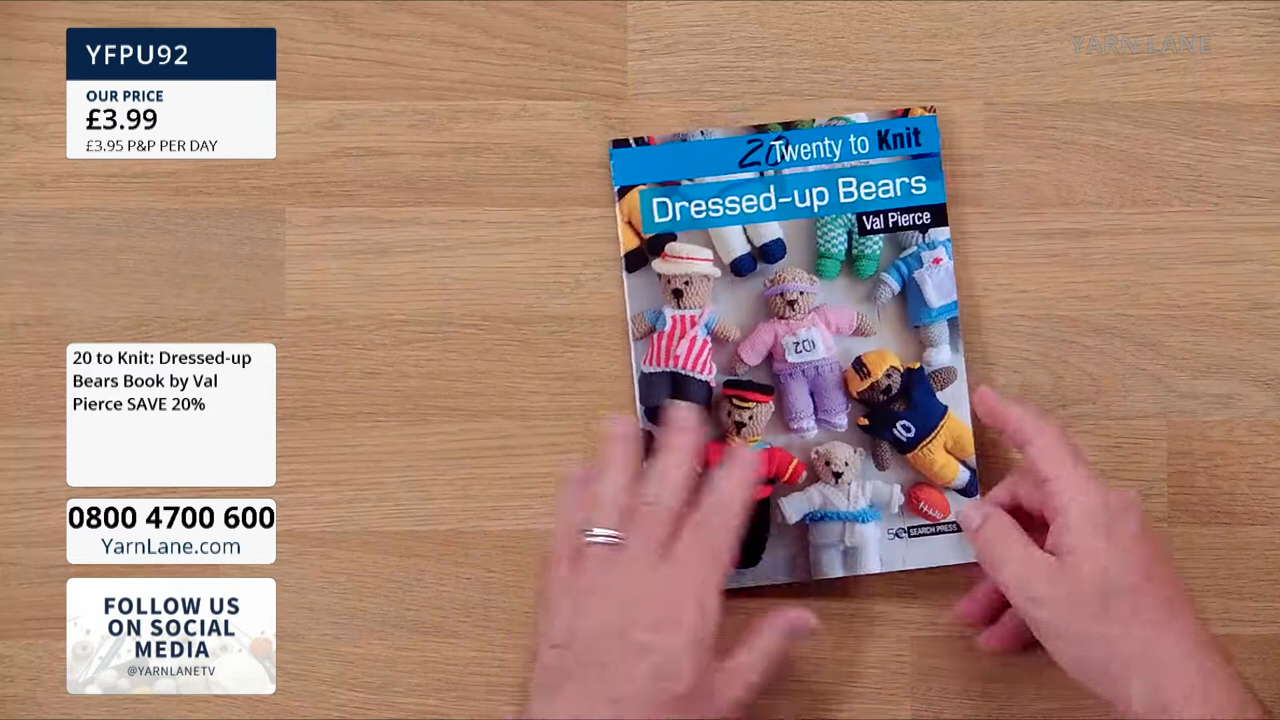 YFPU92
OUR PRICE
£3.99
£3.95 P&P PER DAY
20 to Knit: Dressed-up
Bears Book by Val
Pierce SAVE 20%
0800 4700 600
YarnLane.com
FOLLOW US
ON SOCIAL
MEDIA
@YARNLANETV
YARN LANE
20 Twenty to Knit
Dressed-up Bears
Val Pierce
102
10
SEARCH PRESS